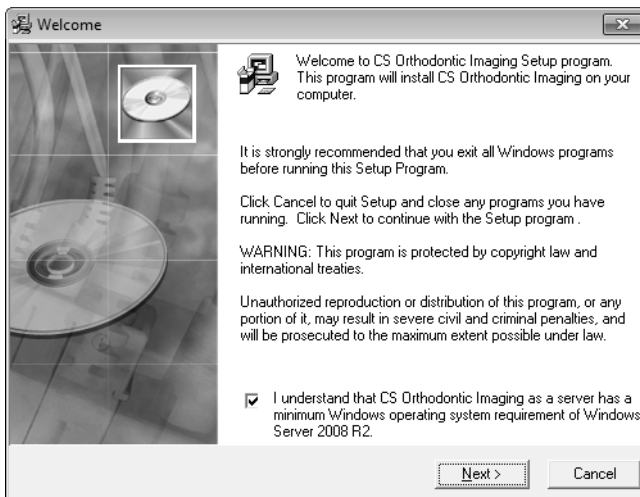 Welcome
Welcome to CS Orthodontic Imaging Setup program.
This program will install CS Orthodontic Imaging on your
computer.
It is strongly recommended that you exit all Windows programs
before running this Setup Program.
Click Cancel to quit Setup and close any programs you have
running. Click Next to continue with the Setup program .
WARNING: This program is protected by copyright law and
international treaties.
Unauthorized reproduction or distribution of this program, or any
portion of it, may result in severe civil and criminal penalties, and
will be prosecuted to the maximum extent possible under law.
I understand that CS Orthodontic Imaging as a server has a
minimum Windows operating system requirement of Windows
Server 2008 R2.
Next >
Cancel